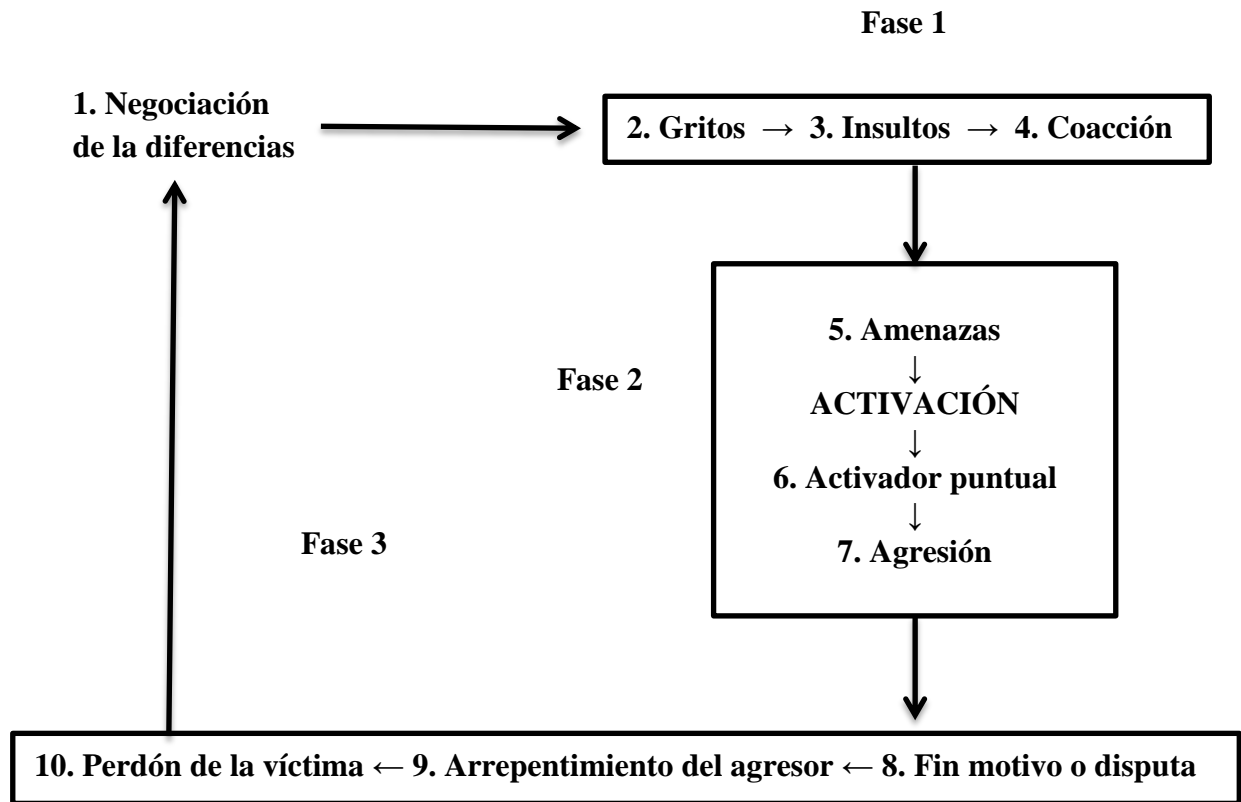 Fase 1
1. Negociación
de la diferencias
2. Gritos → 3. Insultos → 4. Coacción
Fase 2
5. Amenazas
↓
ACTIVACIÓN
↓
6. Activador puntual
↓
7. Agresión
Fase 3
10. Perdón de la víctima ← 9. Arrepentimiento del agresor ← 8. Fin motivo o disputa